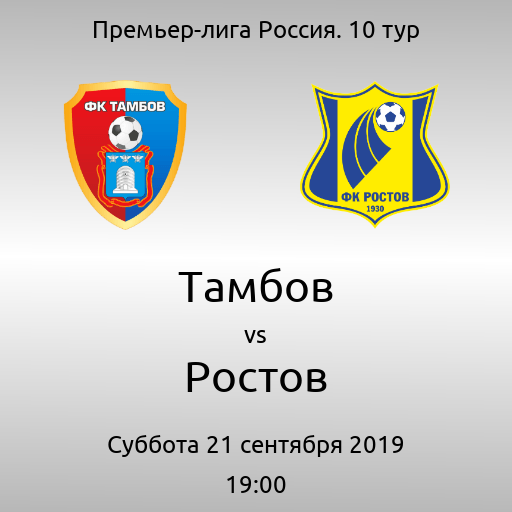 Премьер-лига Россия. 10 тур
ФК ТАМБОВ
ФК РОСТОВ
1930
Тамбов
vs
Ростов
Суббота 21 сентября 2019
19:00